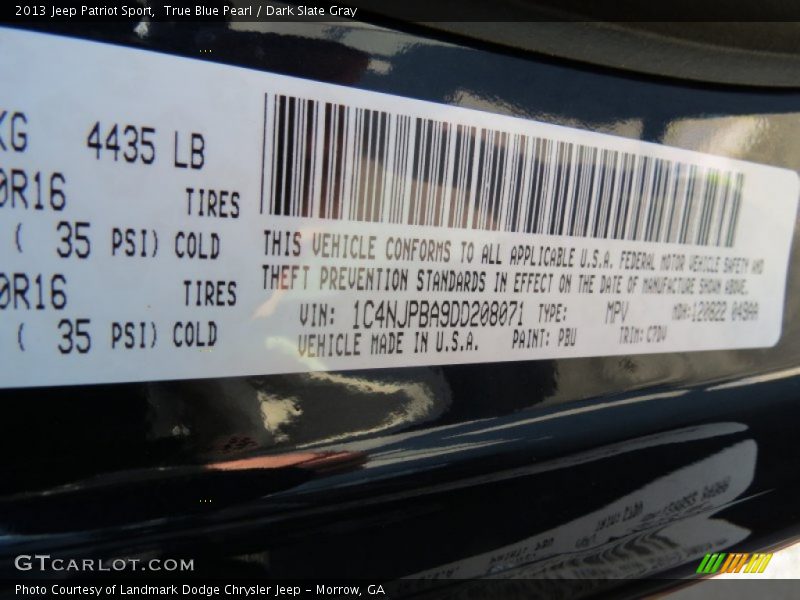 2013 Jeep Patriot Sport,  True Blue Pearl / Dark Slate Gray
KG 4435 LB
0R16 TIRES
( 35 PSI) COLD
0R16 TIRES
( 35 PSI) COLD
THIS VEHICLE CONFORMS TO ALL APPLICABLE U.S.A. FEDERAL MOTOR VEHICLE SAFETY AND
THEFT PREVENTION STANDARDS IN EFFECT ON THE DATE OF MANUFACTURE SHOWN ABOVE.
VIN: 1C4NJPBA9DD208071 TYPE: MPV MDH:120822 049AA
VEHICLE MADE IN U.S.A. PAINT: PBU TRIM:C7DV
GTCARLOT.COM
Photo Courtesy of Landmark Dodge Chrysler Jeep – Morrow, GA